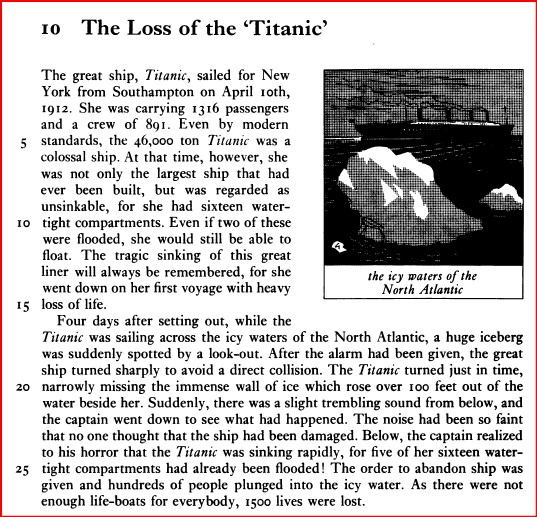 10 The Loss of the 'Titanic'
The great ship, Titanic, sailed for New
York from Southampton on April 10th,
1912. She was carrying 1316 passengers
and a crew of 891. Even by modern
5 standards, the 46,000 ton Titanic was a
colossal ship. At that time, however, she
was not only the largest ship that had
ever been built, but was regarded as
unsinkable, for she had sixteen water-
10 tight compartments. Even if two of these
were flooded, she would still be able to
float. The tragic sinking of this great
liner will always be remembered, for she
went down on her first voyage with heavy
15 loss of life.
the icy waters of the
North Atlantic
Four days after setting out, while the
Titanic was sailing across the icy waters of the North Atlantic, a huge iceberg
was suddenly spotted by a look-out. After the alarm had been given, the great
ship turned sharply to avoid a direct collision. The Titanic turned just in time,
20 narrowly missing the immense wall of ice which rose over 100 feet out of the
water beside her. Suddenly, there was a slight trembling sound from below, and
the captain went down to see what had happened. The noise had been so faint
that no one thought that the ship had been damaged. Below, the captain realized
to his horror that the Titanic was sinking rapidly, for five of her sixteen water-
25 tight compartments had already been flooded! The order to abandon ship was
given and hundreds of people plunged into the icy water. As there were not
enough life-boats for everybody, 1500 lives were lost.